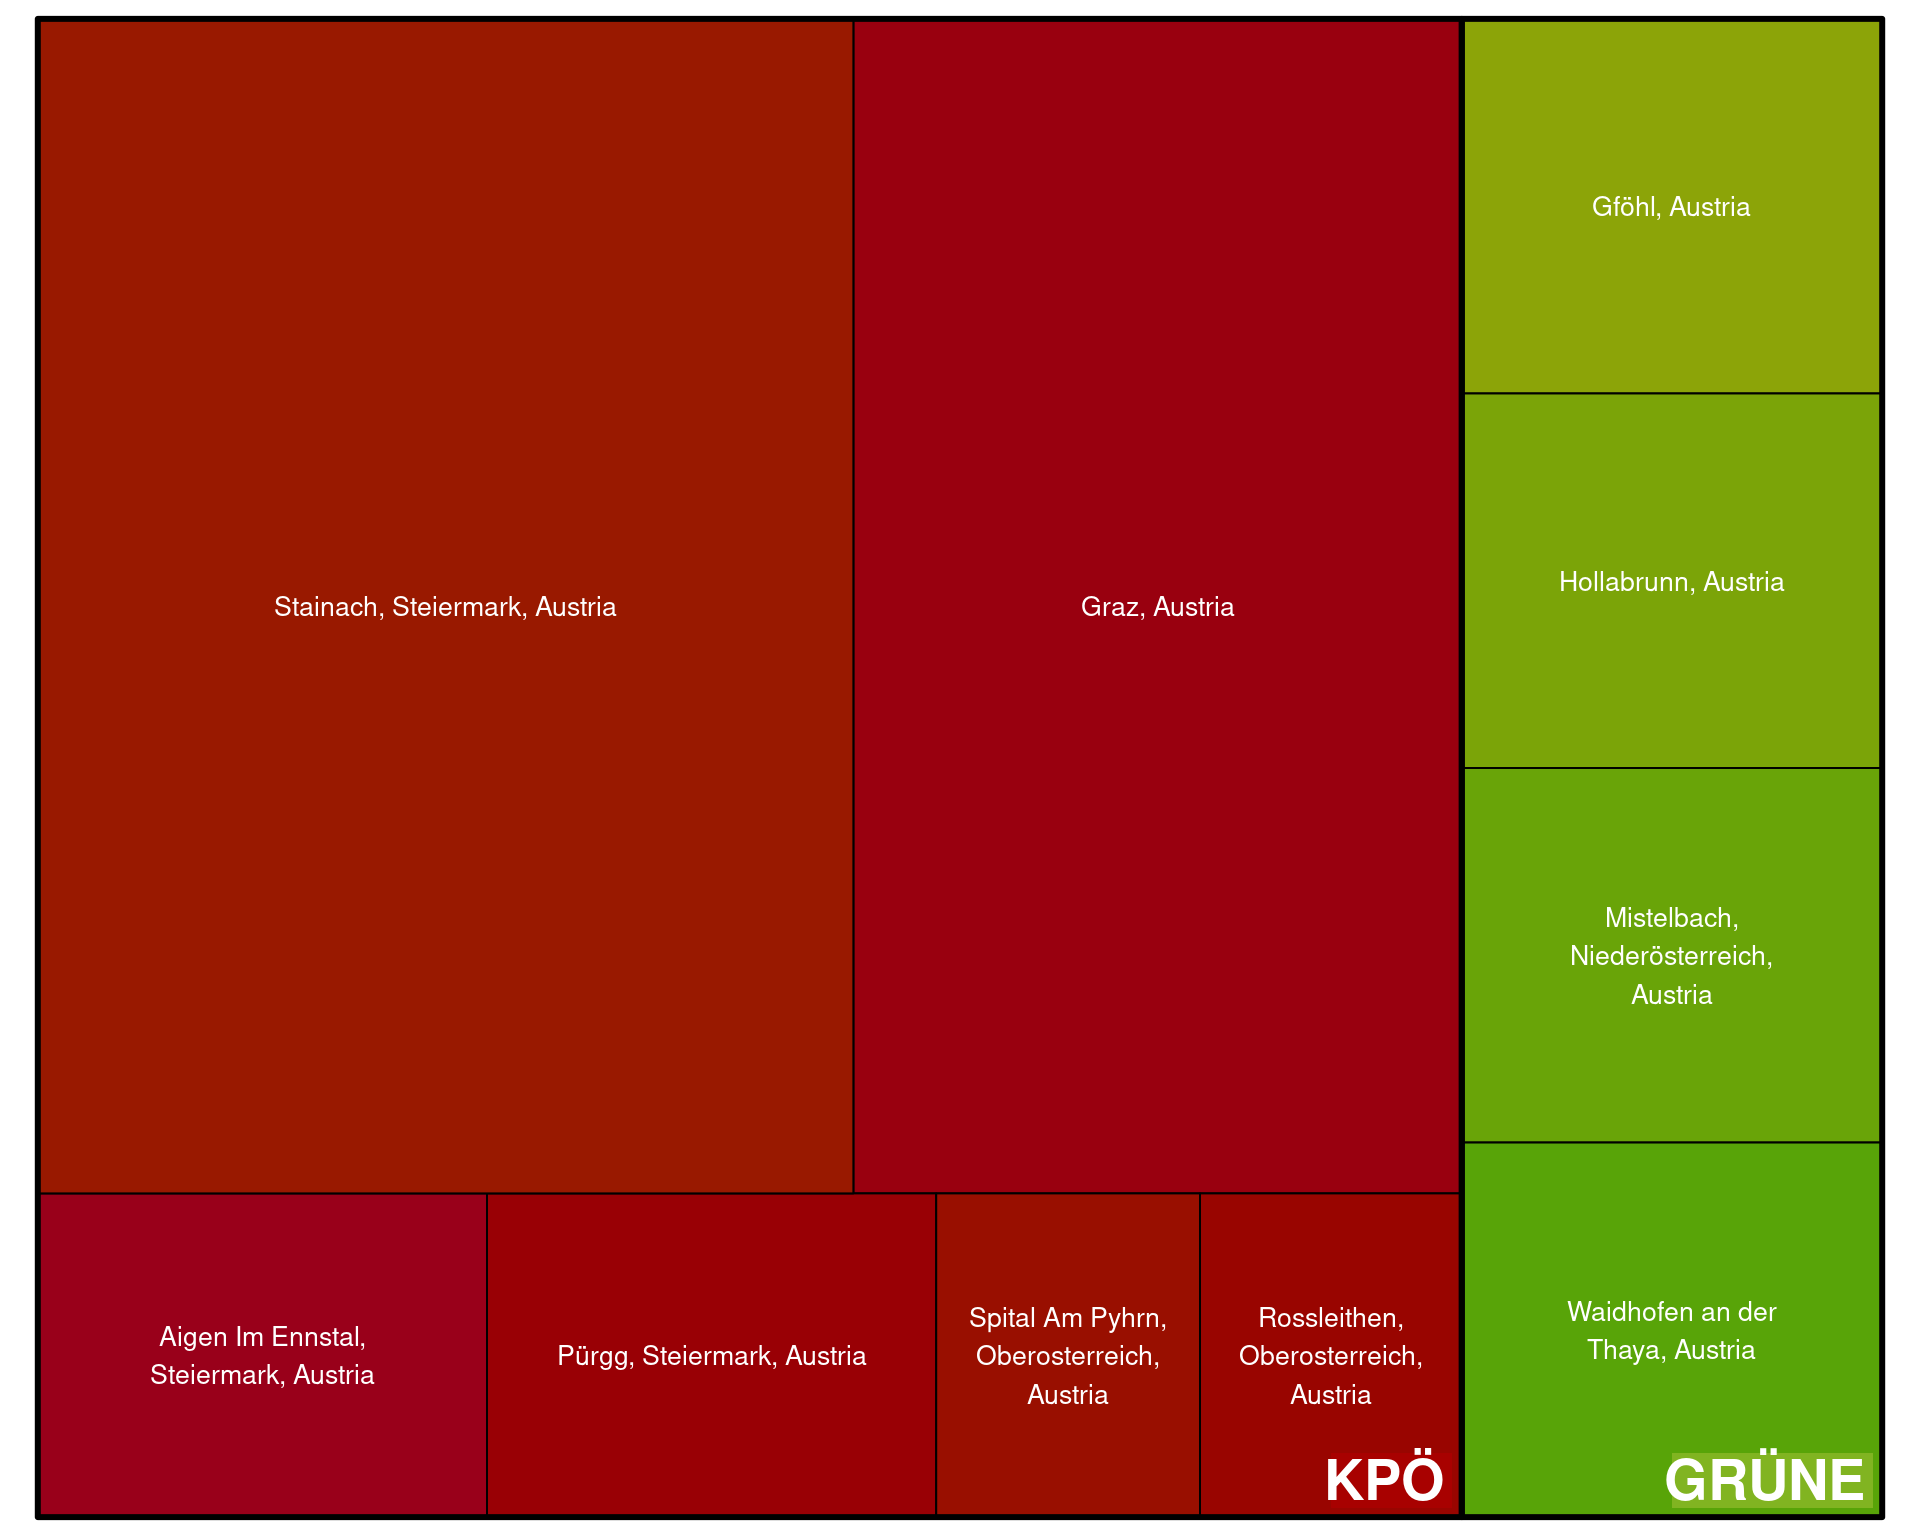 Stainach, Steiermark, Austria
Graz, Austria
Gföhl, Austria
Hollabrunn, Austria
Mistelbach,
Niederösterreich,
Austria
Aigen Im Ennstal,
Steiermark, Austria
Pürgg, Steiermark, Austria
Spital Am Pyhrn,
Oberosterreich,
Austria
Rossleithen,
Oberosterreich,
Austria
KPÖ
Waidhofen an der
Thaya, Austria
GRÜNE